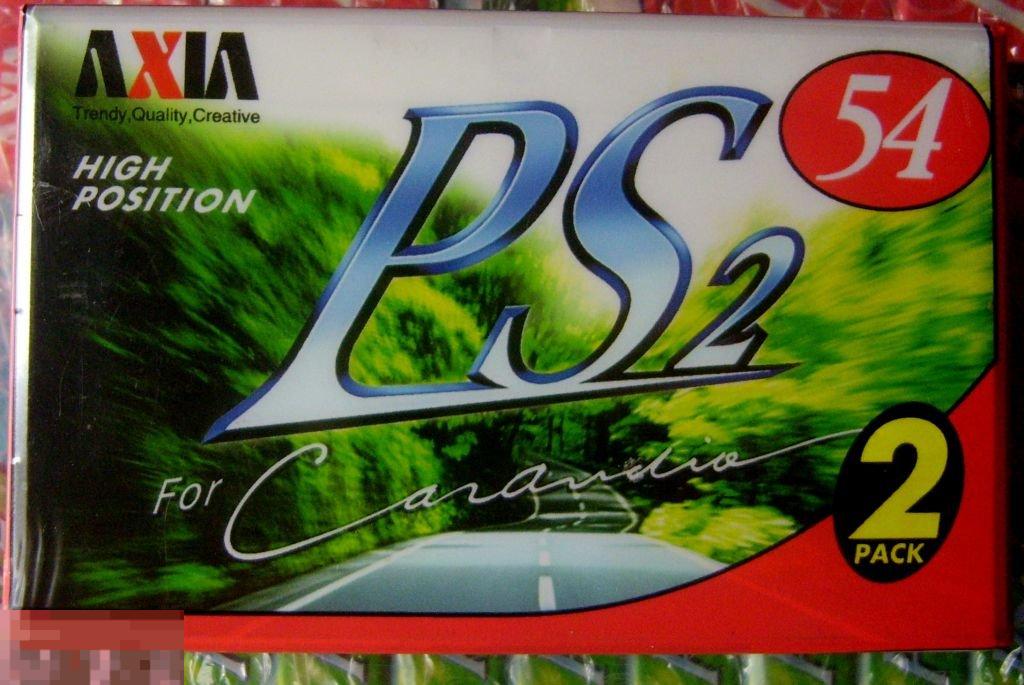 AXIA
Trendy,Quality,Creative
HIGH
POSITION
PS2
54
For Caraudio
2
PACK